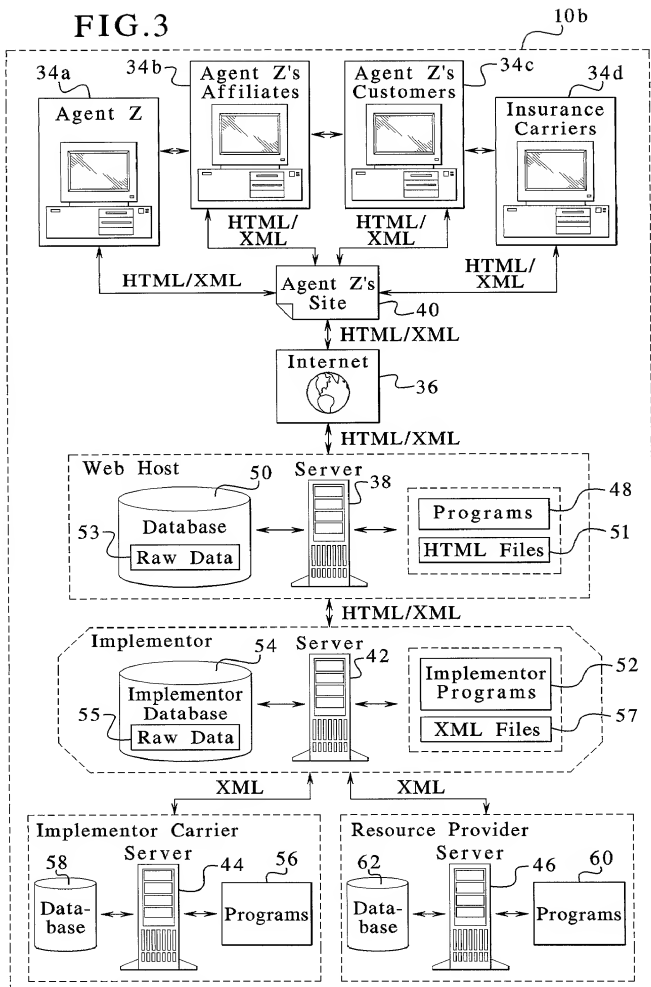 FIG.3
10b
34a
34b
34c
34d
Agent Z
Agent Z's
Affiliates
Agent Z's
Customers
Insurance
Carriers
HTML/
XML
HTML/
XML
HTML/XML
HTML/
XML
Agent Z's
Site
40
HTML/XML
Internet
36
HTML/XML
Web Host
50
Server
38
48
Database
53
Raw Data
Programs
51
HTML Files
HTML/XML
Implementor
54
Server
42
52
Implementor
Database
55
Raw Data
Implementor
Programs
57
XML Files
XML
XML
Implementor Carrier
Server
58
44
56
Data-
base
Programs
Resource Provider
Server
62
46
60
Data-
base
Programs